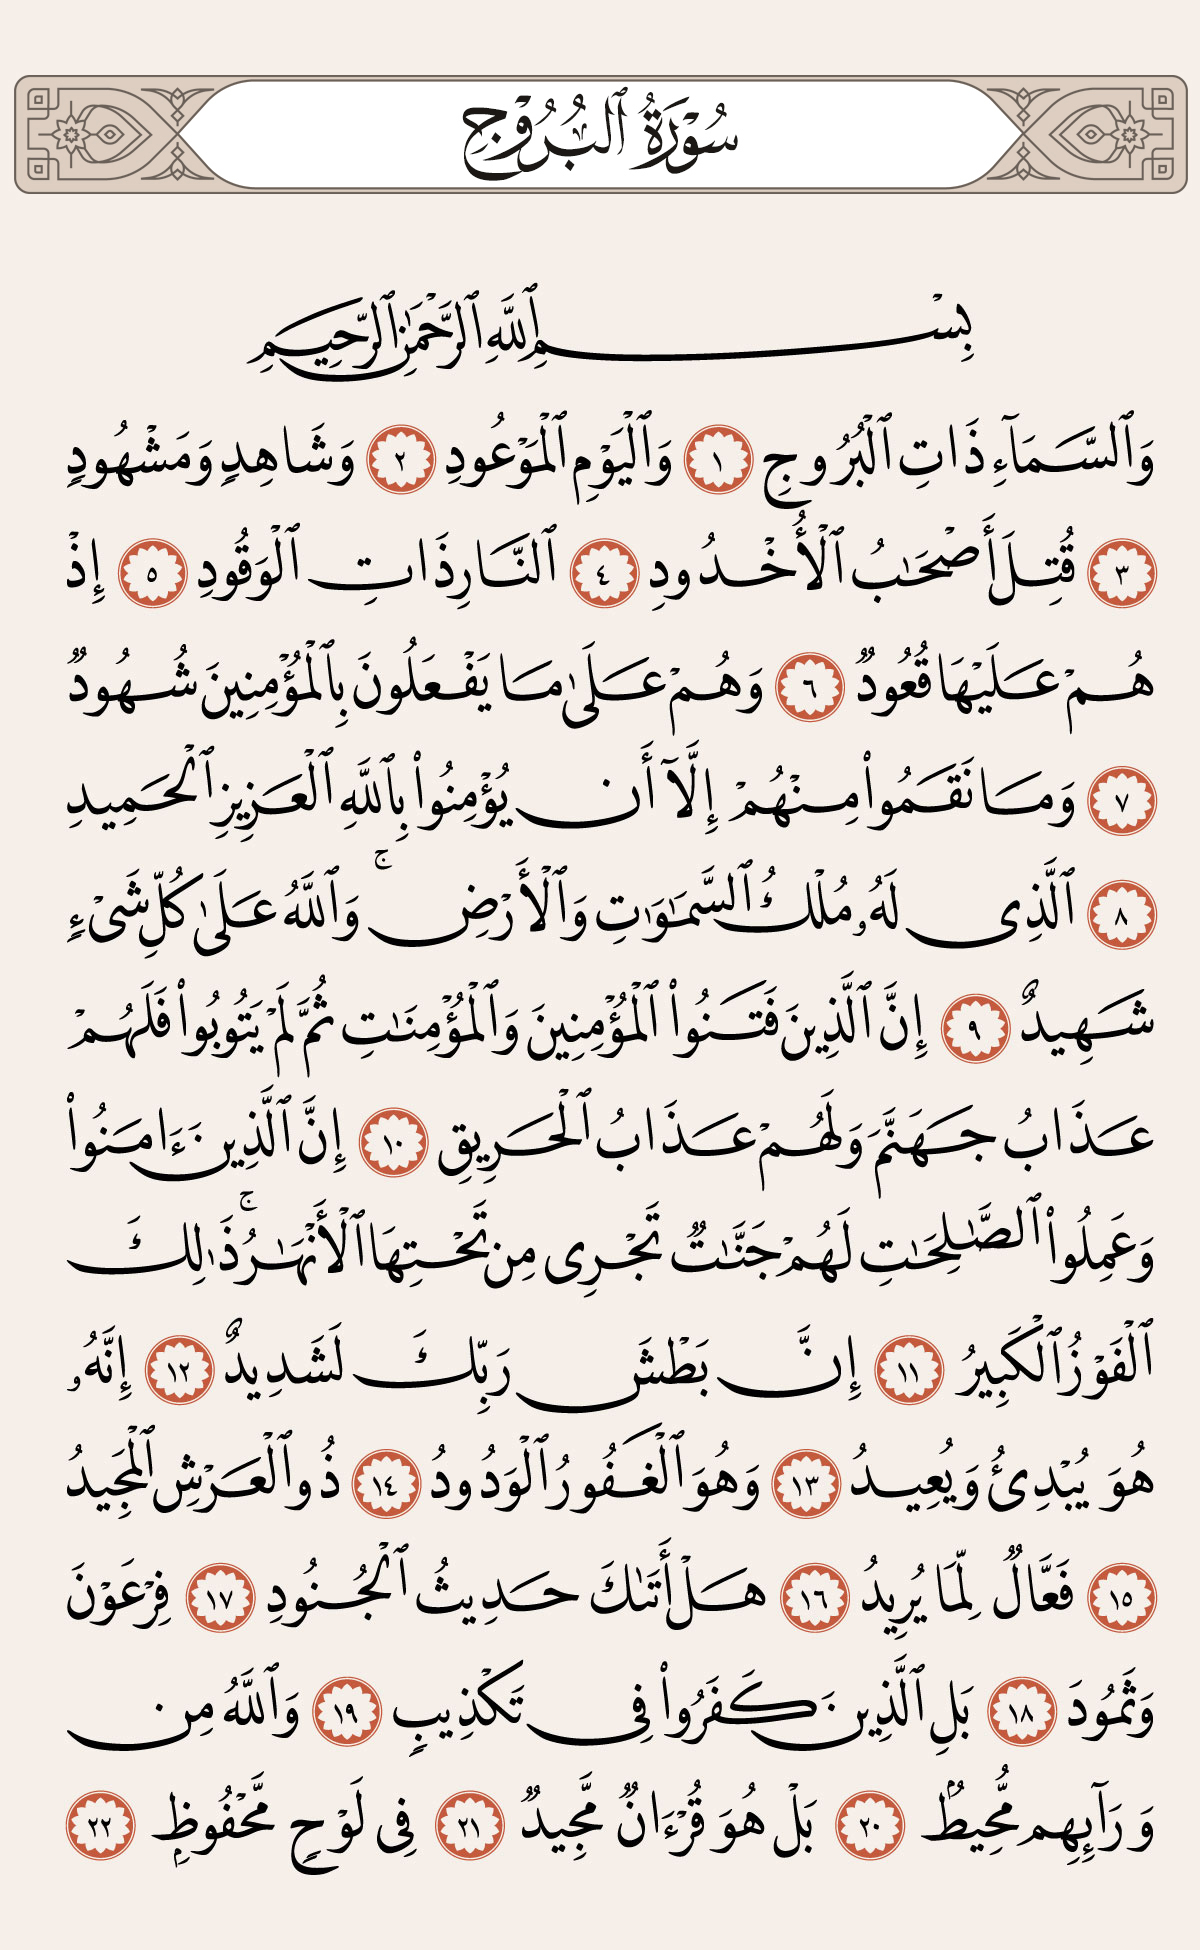 سُورَةُ ٱلْبُرُوجِ
بِسْمِ ٱللَّهِ ٱلرَّحْمَٰنِ ٱلرَّحِيمِ
وَٱلسَّمَآءِ ذَاتِ ٱلْبُرُوجِ ١ وَٱلْيَوْمِ ٱلْمَوْعُودِ ٢ وَشَاهِدٍ وَمَشْهُودٍ
٣ قُتِلَ أَصْحَٰبُ ٱلْأُخْدُودِ ٤ ٱلنَّارِ ذَاتِ ٱلْوَقُودِ ٥ إِذْ
هُمْ عَلَيْهَا قُعُودٌ ٦ وَهُمْ عَلَىٰ مَا يَفْعَلُونَ بِٱلْمُؤْمِنِينَ شُهُودٌ
٧ وَمَا نَقَمُوا۟ مِنْهُمْ إِلَّآ أَن يُؤْمِنُوا۟ بِٱللَّهِ ٱلْعَزِيزِ ٱلْحَمِيدِ
٨ ٱلَّذِى لَهُۥ مُلْكُ ٱلسَّمَٰوَٰتِ وَٱلْأَرْضِ ۚ وَٱللَّهُ عَلَىٰ كُلِّ شَىْءٍ
شَهِيدٌ ٩ إِنَّ ٱلَّذِينَ فَتَنُوا۟ ٱلْمُؤْمِنِينَ وَٱلْمُؤْمِنَٰتِ ثُمَّ لَمْ يَتُوبُوا۟ فَلَهُمْ
عَذَابُ جَهَنَّمَ وَلَهُمْ عَذَابُ ٱلْحَرِيقِ ١٠ إِنَّ ٱلَّذِينَ ءَامَنُوا۟
وَعَمِلُوا۟ ٱلصَّٰلِحَٰتِ لَهُمْ جَنَّٰتٌ تَجْرِى مِن تَحْتِهَا ٱلْأَنْهَٰرُ ۚ ذَٰلِكَ
ٱلْفَوْزُ ٱلْكَبِيرُ ١١ إِنَّ بَطْشَ رَبِّكَ لَشَدِيدٌ ١٢ إِنَّهُۥ
هُوَ يُبْدِئُ وَيُعِيدُ ١٣ وَهُوَ ٱلْغَفُورُ ٱلْوَدُودُ ١٤ ذُو ٱلْعَرْشِ ٱلْمَجِيدُ
١٥ فَعَّالٌ لِّمَا يُرِيدُ ١٦ هَلْ أَتَىٰكَ حَدِيثُ ٱلْجُنُودِ ١٧ فِرْعَوْنَ
وَثَمُودَ ١٨ بَلِ ٱلَّذِينَ كَفَرُوا۟ فِى تَكْذِيبٍ ١٩ وَٱللَّهُ مِن
وَرَآئِهِم مُّحِيطٌۢ ٢٠ بَلْ هُوَ قُرْءَانٌ مَّجِيدٌ ٢١ فِى لَوْحٍ مَّحْفُوظٍۭ ٢٢